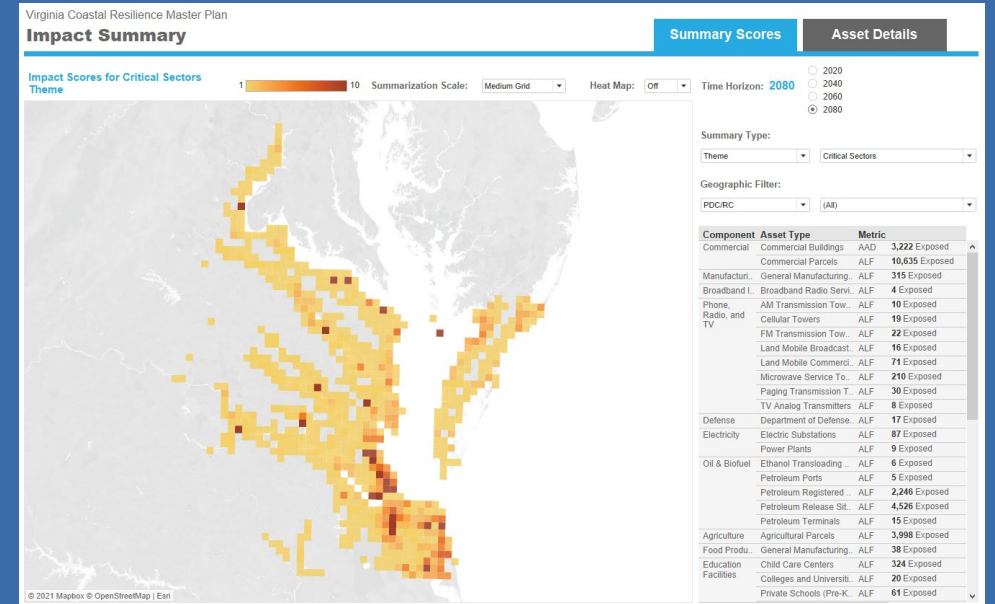 Virginia Coastal Resilience Master Plan
Impact Summary
Summary Scores
Asset Details
Impact Scores for Critical Sectors
Theme
1 10 Summarization Scale: Medium Grid Heat Map: Off Time Horizon: 2080
2020
2040
2060
2080
Summary Type:
Theme Critical Sectors
Geographic Filter:
PDC/RC (All)
Component Asset Type Metric
Commercial Commercial Buildings AAD 3,222 Exposed
Commercial Parcels ALF 10,635 Exposed
Manufacturi.. General Manufacturing.. ALF 315 Exposed
Broadband I.. Broadband Radio Servi.. ALF 4 Exposed
Phone, Radio, and TV AM Transmission Tow.. ALF 10 Exposed
Cellular Towers ALF 19 Exposed
FM Transmission Tow.. ALF 22 Exposed
Land Mobile Broadcast.. ALF 16 Exposed
Land Mobile Commerci.. ALF 71 Exposed
Microwave Service To.. ALF 210 Exposed
Paging Transmission T.. ALF 30 Exposed
TV Analog Transmitters ALF 8 Exposed
Defense Department of Defense.. ALF 17 Exposed
Electricity Electric Substations ALF 87 Exposed
Power Plants ALF 9 Exposed
Oil & Biofuel Ethanol Transloading .. ALF 6 Exposed
Petroleum Ports ALF 5 Exposed
Petroleum Registered .. ALF 2,246 Exposed
Petroleum Release Sit.. ALF 4,526 Exposed
Petroleum Terminals ALF 15 Exposed
Agriculture Agricultural Parcels ALF 3,998 Exposed
Food Produ.. General Manufacturing.. ALF 38 Exposed
Education Facilities Child Care Centers ALF 324 Exposed
Colleges and Universiti.. ALF 20 Exposed
Private Schools (Pre-K.. ALF 61 Exposed
© 2021 Mapbox © OpenStreetMap | Esri